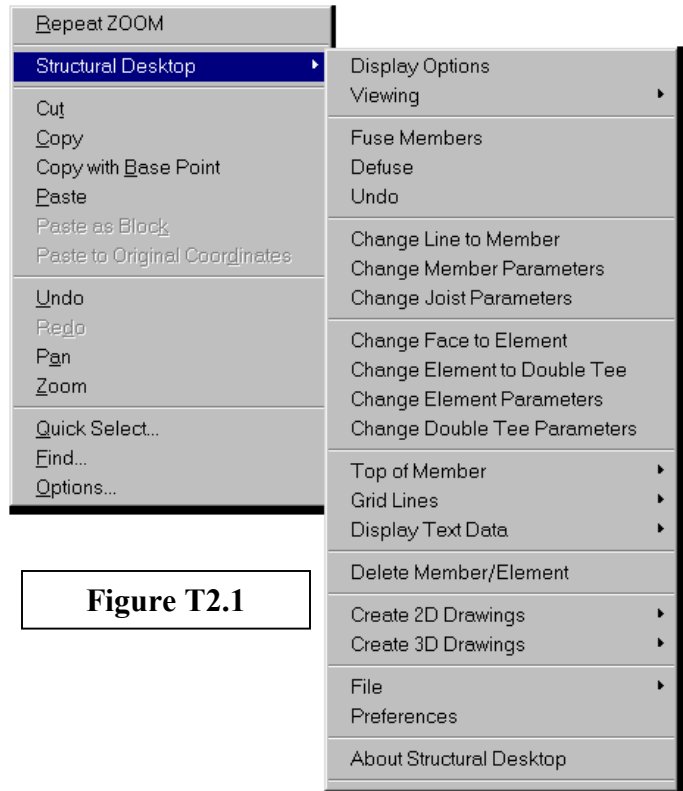 Repeat ZOOM
Structural Desktop
Cut
Copy
Copy with Base Point
Paste
Paste as Block
Paste to Original Coordinates
Undo
Redo
Pan
Zoom
Quick Select...
Find...
Options...
Display Options
Viewing
Fuse Members
Defuse
Undo
Change Line to Member
Change Member Parameters
Change Joist Parameters
Change Face to Element
Change Element to Double Tee
Change Element Parameters
Change Double Tee Parameters
Top of Member
Grid Lines
Display Text Data
Delete Member/Element
Create 2D Drawings
Create 3D Drawings
File
Preferences
About Structural Desktop
Figure T2.1